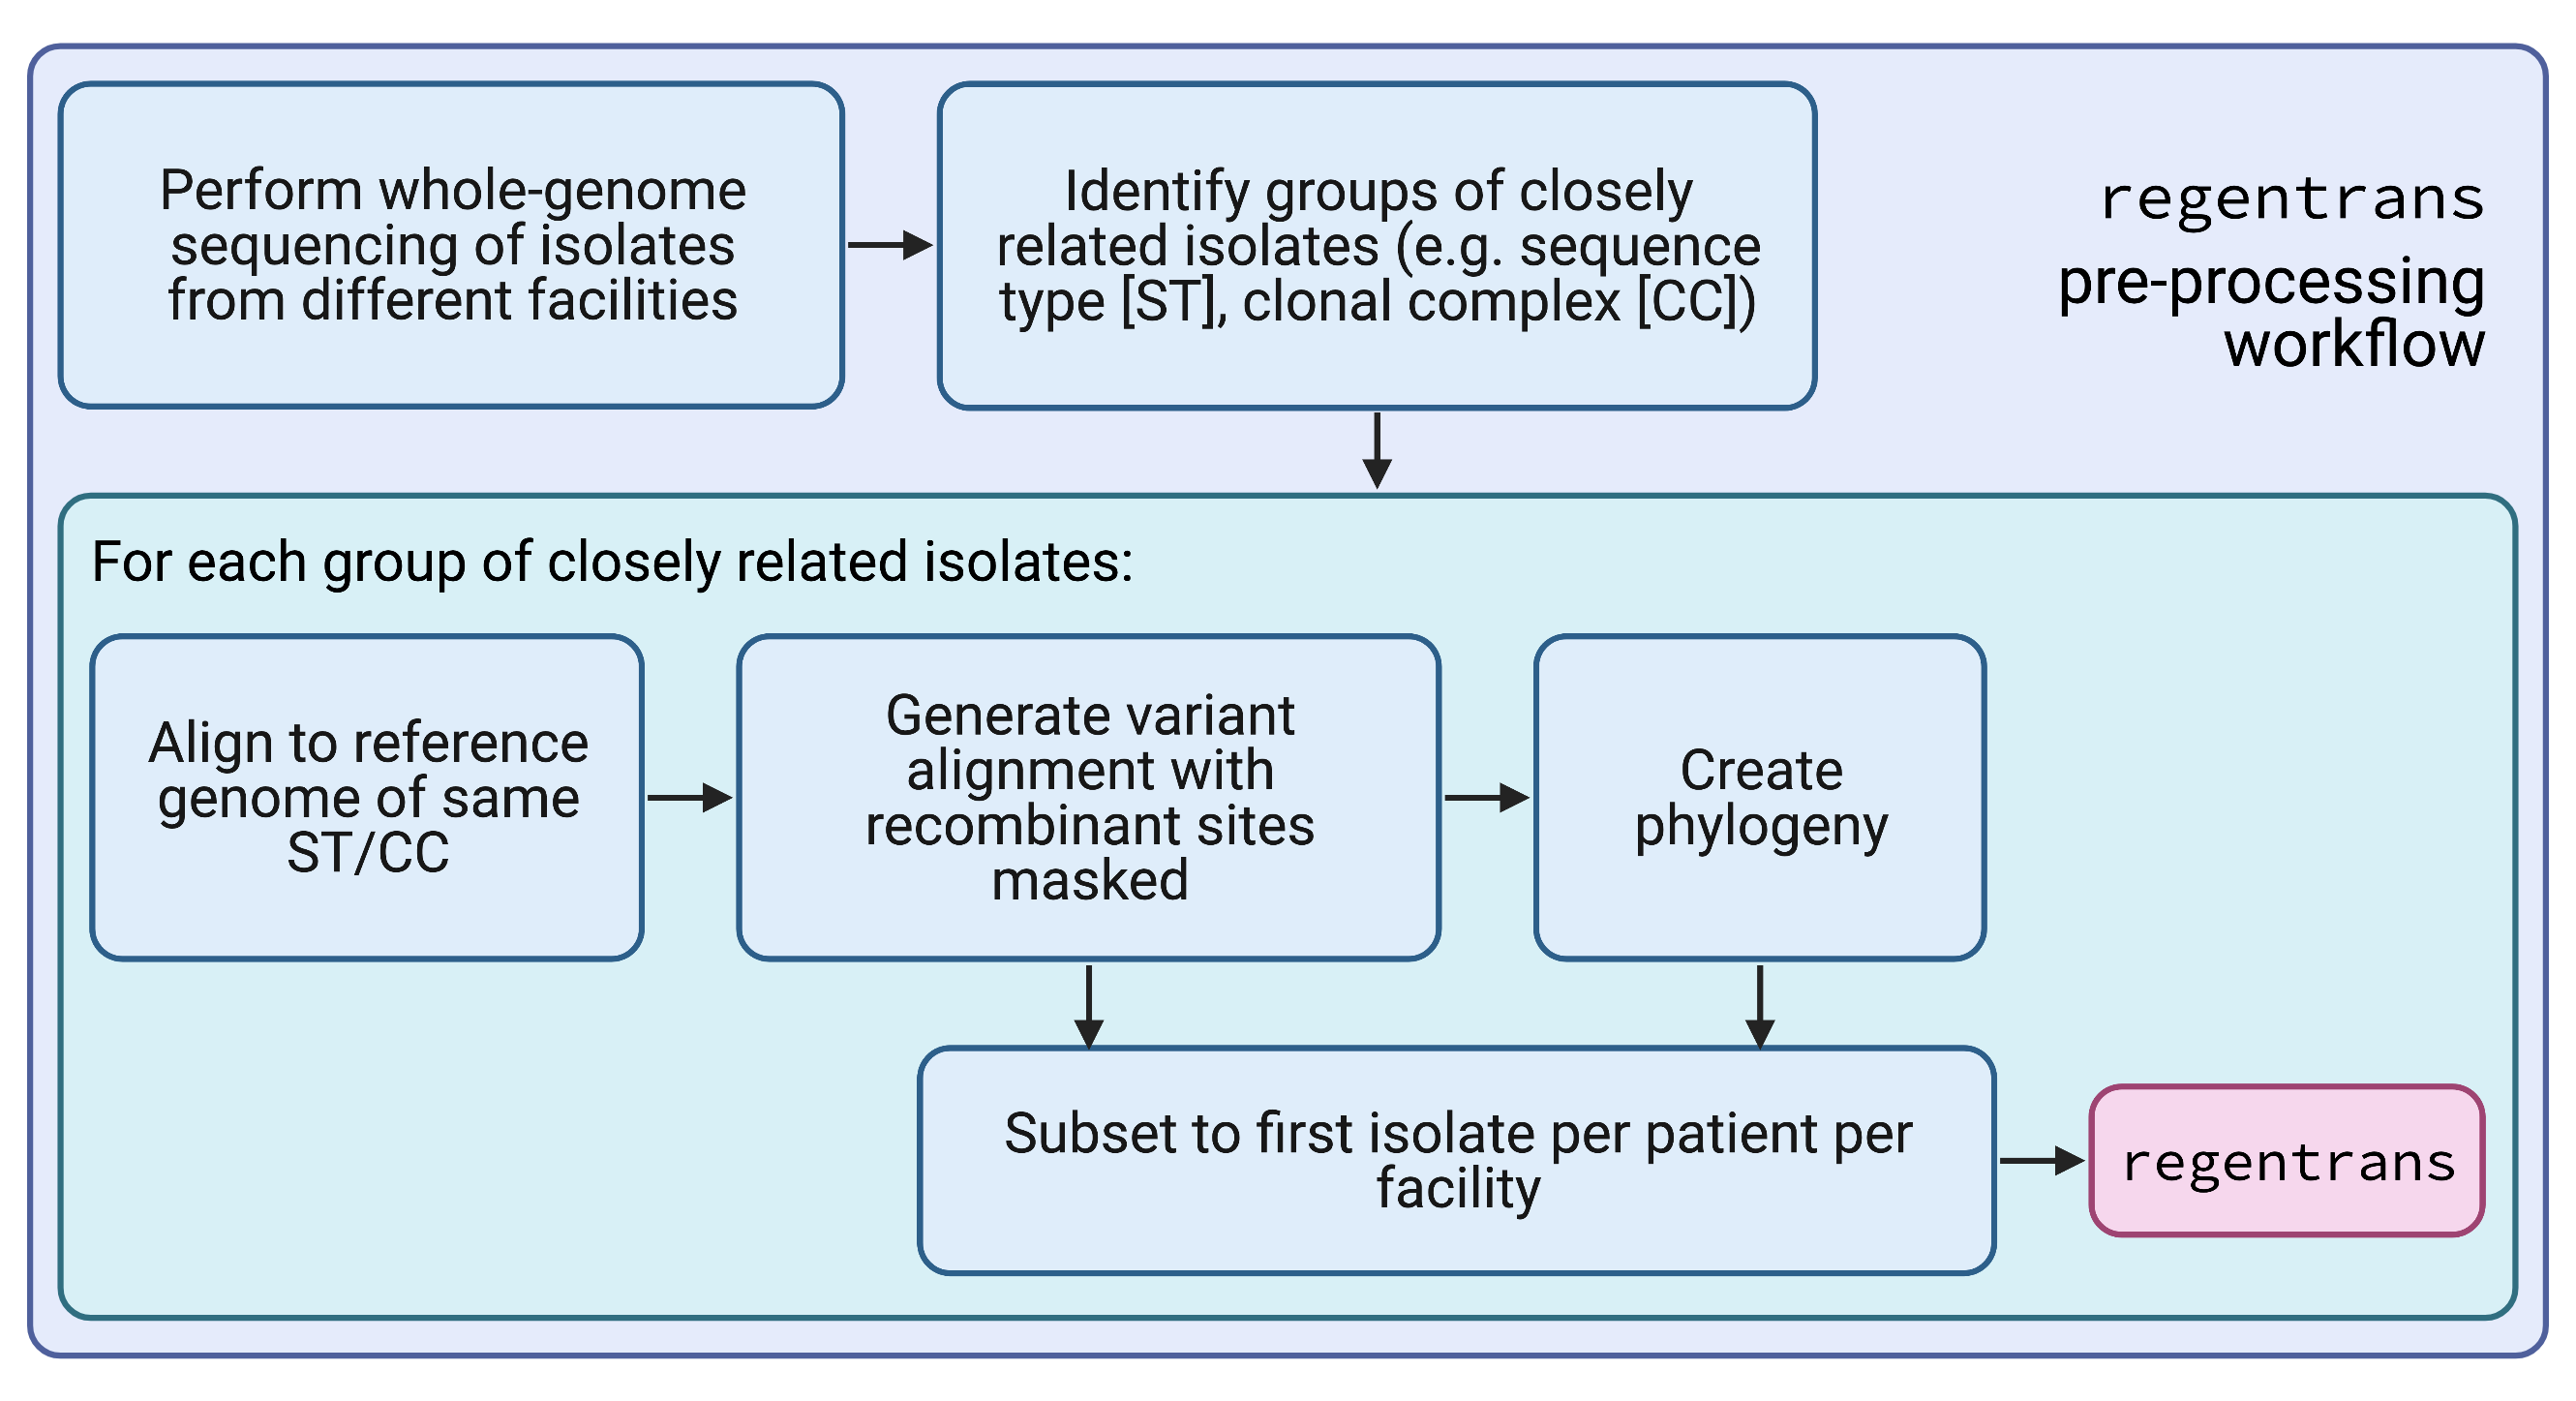 Perform whole-genome
sequencing of isolates
from different facilities
Identify groups of closely
related isolates (e.g. sequence
type [ST], clonal complex [CC])
regentrans
pre-processing
workflow
For each group of closely related isolates:
Align to reference
genome of same
ST/CC
Generate variant
alignment with
recombinant sites
masked
Create
phylogeny
Subset to first isolate per patient per
facility
regentrans